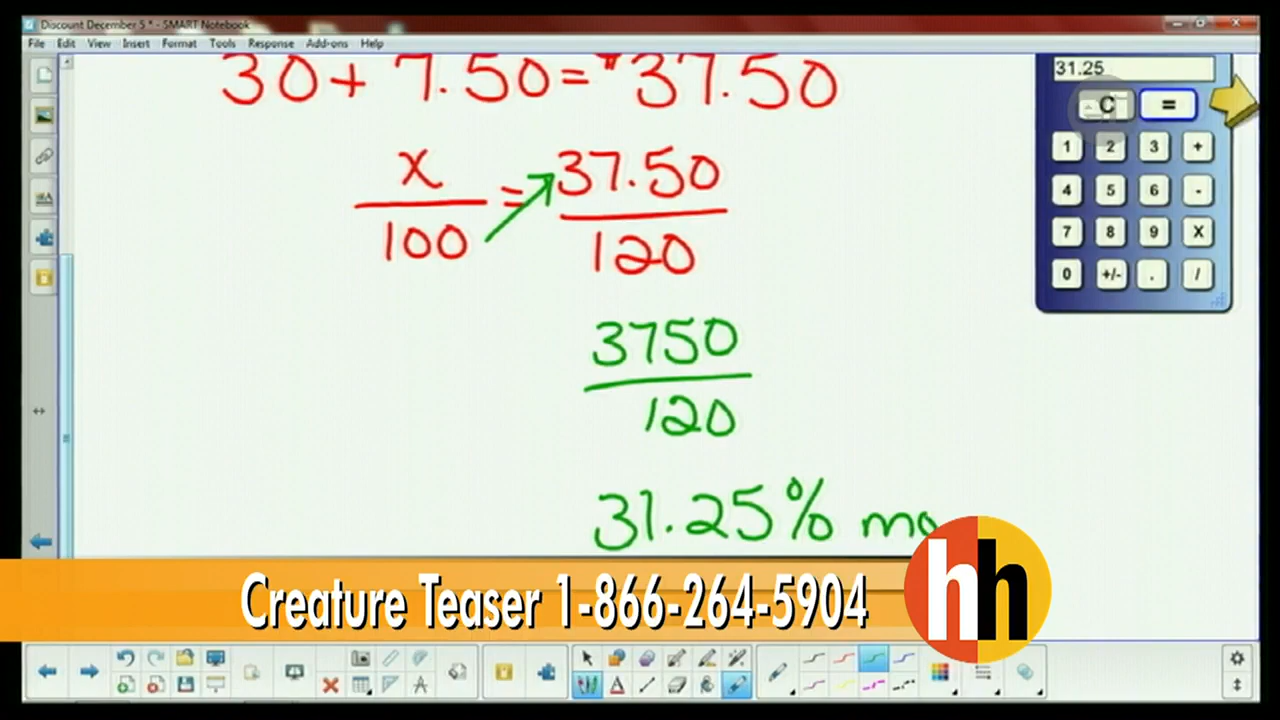 Discount December 5 * - SMART Notebook
File Edit View Insert Format Tools Response Add-ons Help
30 + 7.50 = 37.50
31.25
C =
1 2 3 +
4 5 6 -
7 8 9 X
0 +/- . /
x = 37.50
100 120
3750
120
31.25%
Creature Teaser 1-866-264-5904
hh